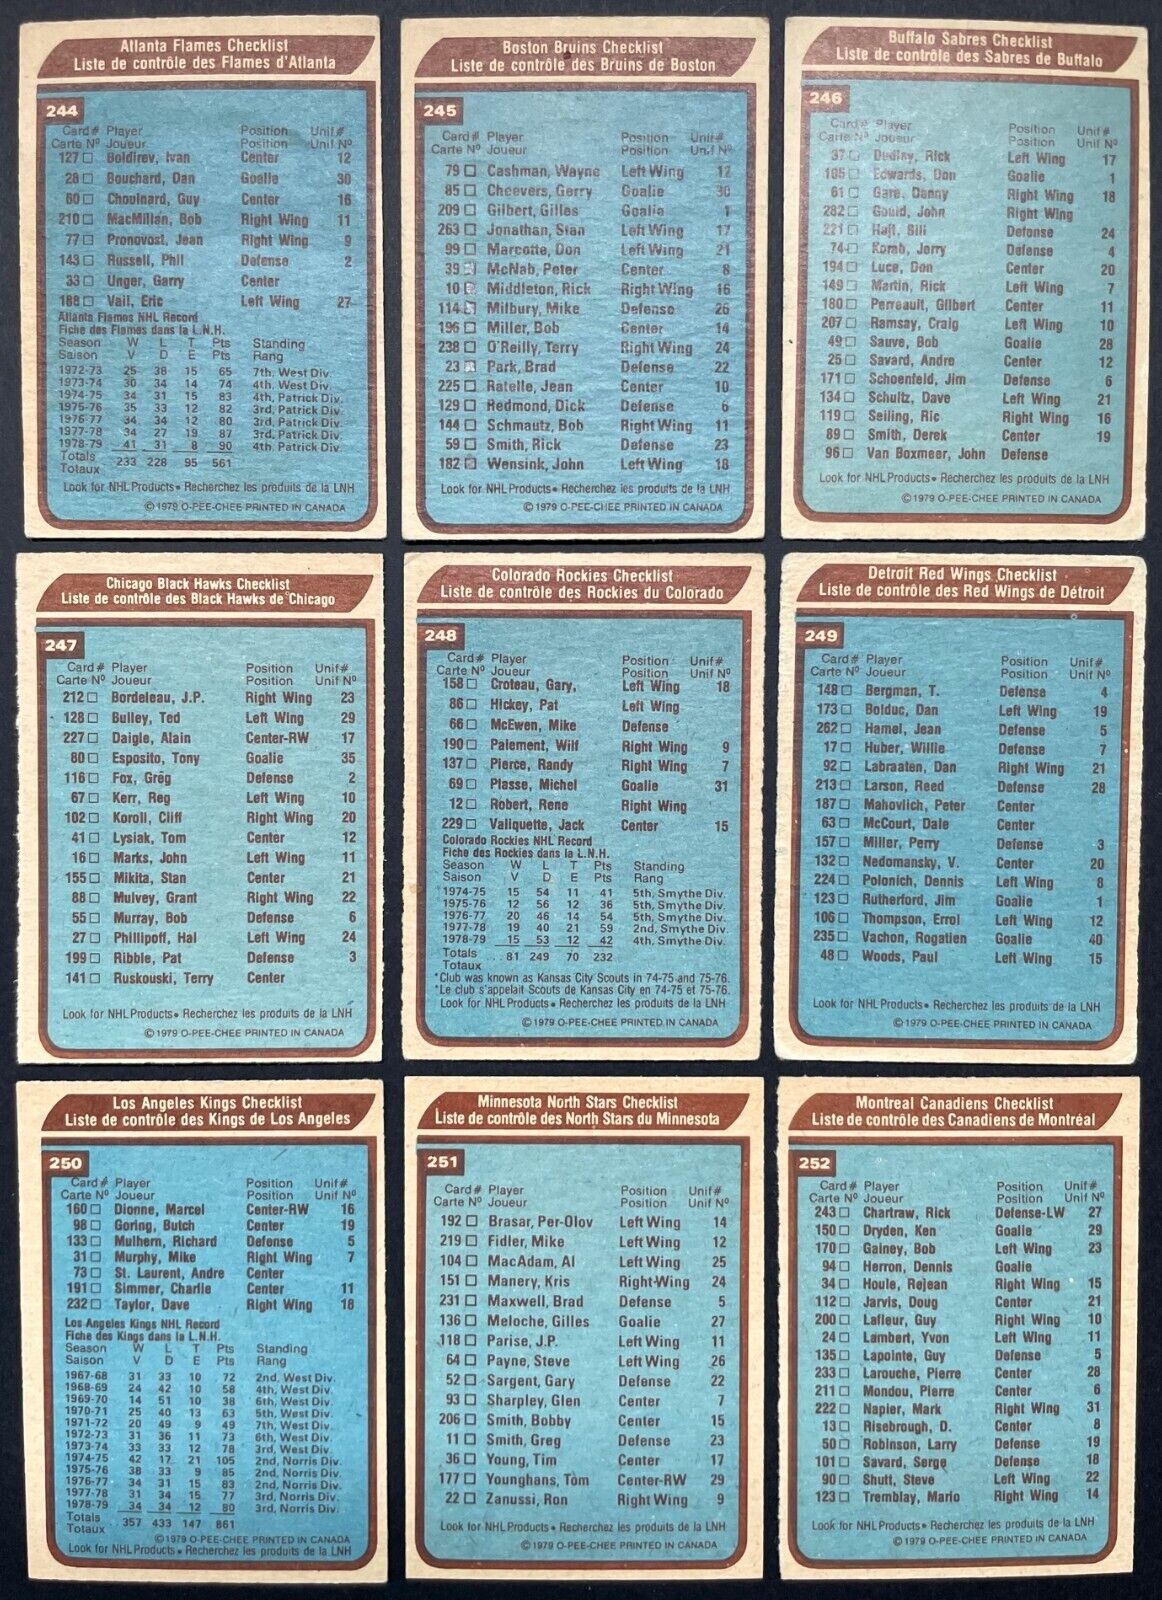 Atlanta Flames Checklist
Liste de contrôle des Flames d'Atlanta
244
Card # Player Position Unif #
Carte Nº Joueur Position Unif Nº
127 □ Boldirev, Ivan Center 12
28 □ Bouchard, Dan Goalie 30
60 □ Chouinard, Guy Center 16
210 □ MacMillan, Bob Right Wing 11
77 □ Pronovost, Jean Right Wing 9
143 □ Russell, Phil Defense 2
33 □ Unger, Garry Center
188 □ Vail, Eric Left Wing 27
Atlanta Flames NHL Record
Fiche des Flames dans la L.N.H.
Season W L T Pts Standing
Saison V D E Pts Rang
1972-73 25 38 15 65 7th, West Div.
1973-74 30 34 14 74 4th, West Div.
1974-75 34 31 15 83 4th, Patrick Div.
1975-76 35 33 12 82 3rd, Patrick Div.
1976-77 34 34 12 80 3rd, Patrick Div.
1977-78 34 27 19 87 3rd, Patrick Div.
1978-79 41 31 8 90 4th, Patrick Div.
Totals
Totaux 233 228 95 561
Look for NHL Products • Recherchez les produits de la LNH
© 1979 O-PEE-CHEE PRINTED IN CANADA
Boston Bruins Checklist
Liste de contrôle des Bruins de Boston
245
Card # Player Position Unif #
Carte Nº Joueur Position Unif Nº
79 □ Cashman, Wayne Left Wing 12
85 □ Cheevers, Gerry Goalie 30
209 □ Gilbert, Gilles Goalie 1
263 □ Jonathan, Stan Left Wing 17
99 □ Marcotte, Don Left Wing 21
39 □ McNab, Peter Center 8
10 □ Middleton, Rick Right Wing 16
114 □ Milbury, Mike Defense 26
196 □ Miller, Bob Center 14
238 □ O'Reilly, Terry Right Wing 24
23 □ Park, Brad Defense 22
225 □ Ratelle, Jean Center 10
129 □ Redmond, Dick Defense 6
144 □ Schmautz, Bob Right Wing 11
59 □ Smith, Rick Defense 23
182 □ Wensink, John Left Wing 18
Look for NHL Products • Recherchez les produits de la LNH
© 1979 O-PEE-CHEE PRINTED IN CANADA
Buffalo Sabres Checklist
Liste de contrôle des Sabres de Buffalo
246
Card # Player Position Unif #
Carte Nº Joueur Position Unif Nº
37 □ Dudley, Rick Left Wing 17
105 □ Edwards, Don Goalie 1
61 □ Gare, Danny Right Wing 18
282 □ Gould, John Right Wing
221 □ Hajt, Bill Defense 24
74 □ Korab, Jerry Defense 4
194 □ Luce, Don Center 20
149 □ Martin, Rick Left Wing 7
180 □ Perreault, Gilbert Center 11
207 □ Ramsay, Craig Left Wing 10
49 □ Sauve, Bob Goalie 28
25 □ Savard, Andre Center 12
171 □ Schoenfeld, Jim Defense 6
134 □ Schultz, Dave Left Wing 21
119 □ Seiling, Ric Right Wing 16
89 □ Smith, Derek Center 19
96 □ Van Boxmeer, John Defense
Look for NHL Products • Recherchez les produits de la LNH
© 1979 O-PEE-CHEE PRINTED IN CANADA
Chicago Black Hawks Checklist
Liste de contrôle des Black Hawks de Chicago
247
Card # Player Position Unif #
Carte Nº Joueur Position Unif Nº
212 □ Bordeleau, J.P. Right Wing 23
128 □ Bulley, Ted Left Wing 29
227 □ Daigle, Alain Center-RW 17
80 □ Esposito, Tony Goalie 35
116 □ Fox, Greg Defense 2
67 □ Kerr, Reg Left Wing 10
102 □ Koroll, Cliff Right Wing 20
41 □ Lysiak, Tom Center 12
16 □ Marks, John Left Wing 11
155 □ Mikita, Stan Center 21
88 □ Mulvey, Grant Right Wing 22
55 □ Murray, Bob Defense 6
27 □ Phillipoff, Hal Left Wing 24
199 □ Ribble, Pat Defense 3
141 □ Ruskouski, Terry Center
Look for NHL Products • Recherchez les produits de la LNH
© 1979 O-PEE-CHEE PRINTED IN CANADA
Colorado Rockies Checklist
Liste de contrôle des Rockies du Colorado
248
Card # Player Position Unif #
Carte Nº Joueur Position Unif Nº
158 □ Croteau, Gary, Left Wing 18
86 □ Hickey, Pat Left Wing
66 □ McEwen, Mike Defense
190 □ Palement, Wilf Right Wing 9
137 □ Pierce, Randy Right Wing 7
69 □ Plasse, Michel Goalie 31
12 □ Robert, Rene Right Wing
229 □ Valiquette, Jack Center 15
Colorado Rockies NHL Record
Fiche des Rockies dans la L.N.H.
Season W L T Pts Standing
Saison V D E Pts Rang
*1974-75 15 54 11 41 5th, Smythe Div.
*1975-76 12 56 12 36 5th, Smythe Div.
1976-77 20 46 14 54 5th, Smythe Div.
1977-78 19 40 21 59 2nd, Smythe Div.
1978-79 15 53 12 42 4th, Smythe Div.
Totals 81 249 70 232
Totaux
*Club was known as Kansas City Scouts in 74-75 and 75-76.
*Le club s'appelait Scouts de Kansas City en 74-75 et 75-76.
Look for NHL Products • Recherchez les produits de la LNH
© 1979 O-PEE-CHEE PRINTED IN CANADA
Detroit Red Wings Checklist
Liste de contrôle des Red Wings de Détroit
249
Card # Player Position Unif #
Carte Nº Joueur Position Unif Nº
148 □ Bergman, T. Defense 4
173 □ Bolduc, Dan Left Wing 19
262 □ Hamel, Jean Defense 5
17 □ Huber, Willie Defense 7
92 □ Labraaten, Dan Right Wing 21
213 □ Larson, Reed Defense 28
187 □ Mahovlich, Peter Center
63 □ McCourt, Dale Center
157 □ Miller, Perry Defense 3
132 □ Nedomansky, V. Center 20
224 □ Polonich, Dennis Left Wing 8
123 □ Rutherford, Jim Goalie 1
106 □ Thompson, Errol Left Wing 12
235 □ Vachon, Rogatien Goalie 40
48 □ Woods, Paul Left Wing 15
Look for NHL Products • Recherchez les produits de la LNH
© 1979 O-PEE-CHEE PRINTED IN CANADA
Los Angeles Kings Checklist
Liste de contrôle des Kings de Los Angeles
250
Card # Player Position Unif #
Carte Nº Joueur Position Unif Nº
160 □ Dionne, Marcel Center-RW 16
98 □ Goring, Butch Center 19
133 □ Mulhern, Richard Defense 5
31 □ Murphy, Mike Right Wing 7
73 □ St. Laurent, Andre Center
191 □ Simmer, Charlie Center 11
232 □ Taylor, Dave Right Wing 18
Los Angeles Kings NHL Record
Fiche des Kings dans la L.N.H.
Season W L T Pts Standing
Saison V D E Pts Rang
1967-68 31 33 10 72 2nd, West Div.
1968-69 24 42 10 58 4th, West Div.
1969-70 14 51 10 38 6th, West Div.
1970-71 25 40 13 63 5th, West Div.
1971-72 20 49 9 49 7th, West Div.
1972-73 31 36 11 73 6th, West Div.
1973-74 33 33 12 78 3rd, West Div.
1974-75 42 17 21 105 2nd, Norris Div.
1975-76 38 33 9 85 2nd, Norris Div.
1976-77 34 31 15 83 2nd, Norris Div.
1977-78 31 34 15 77 3rd, Norris Div.
1978-79 34 34 12 80 3rd, Norris Div.
Totals 357 433 147 861
Totaux
© 1979 O-PEE-CHEE PRINTED IN CANADA
Look for NHL Products • Recherchez les produits de la LNH
Minnesota North Stars Checklist
Liste de contrôle des North Stars du Minnesota
251
Card # Player Position Unif #
Carte Nº Joueur Position Unif Nº
192 □ Brasar, Per-Olov Left Wing 14
219 □ Fidler, Mike Left Wing 12
104 □ MacAdam, Al Left Wing 25
151 □ Manery, Kris Right-Wing 24
231 □ Maxwell, Brad Defense 5
136 □ Meloche, Gilles Goalie 27
118 □ Parise, J.P. Left Wing 11
64 □ Payne, Steve Left Wing 26
52 □ Sargent, Gary Defense 22
93 □ Sharpley, Glen Center 7
206 □ Smith, Bobby Center 15
11 □ Smith, Greg Defense 23
36 □ Young, Tim Center 17
177 □ Younghans, Tom Center-RW 29
22 □ Zanussi, Ron Right Wing 9
Look for NHL Products • Recherchez les produits de la LNH
© 1979 O-PEE-CHEE PRINTED IN CANADA
Montreal Canadiens Checklist
Liste de contrôle des Canadiens de Montréal
252
Card # Player Position Unif #
Carte Nº Joueur Position Unif Nº
243 □ Chartraw, Rick Defense-LW 27
150 □ Dryden, Ken Goalie 29
170 □ Gainey, Bob Left Wing 23
94 □ Herron, Dennis Goalie
34 □ Houle, Rejean Right Wing 15
112 □ Jarvis, Doug Center 21
200 □ Lafleur, Guy Right Wing 10
24 □ Lambert, Yvon Left Wing 11
135 □ Lapointe, Guy Defense 5
233 □ Larouche, Pierre Center 28
211 □ Mondou, Pierre Center 6
222 □ Napier, Mark Right Wing 31
13 □ Risebrough, D. Center 8
50 □ Robinson, Larry Defense 19
101 □ Savard, Serge Defense 18
90 □ Shutt, Steve Left Wing 22
123 □ Tremblay, Mario Right Wing 14
Look for NHL Products • Recherchez les produits de la LNH
© 1979 O-PEE-CHEE PRINTED IN CANADA